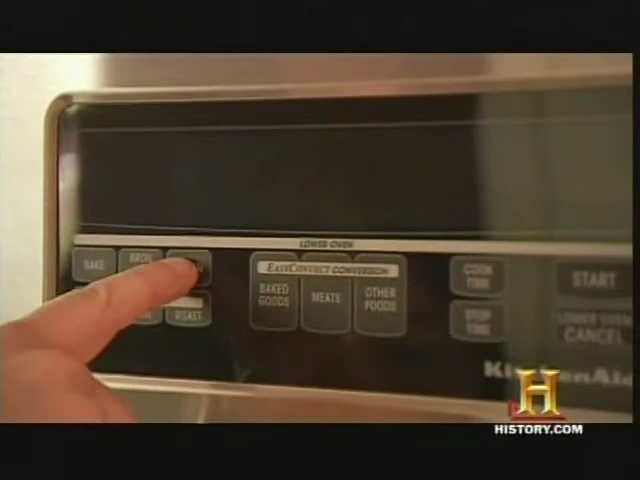 LOWER OVEN
BAKE
BROIL
EASYCONVECT CONVERSION
BAKED GOODS
MEATS
OTHER FOODS
COOK TIME
START
ROAST
STOP TIME
LOWER OVEN CANCEL
KitchenAid
H
HISTORY.COM